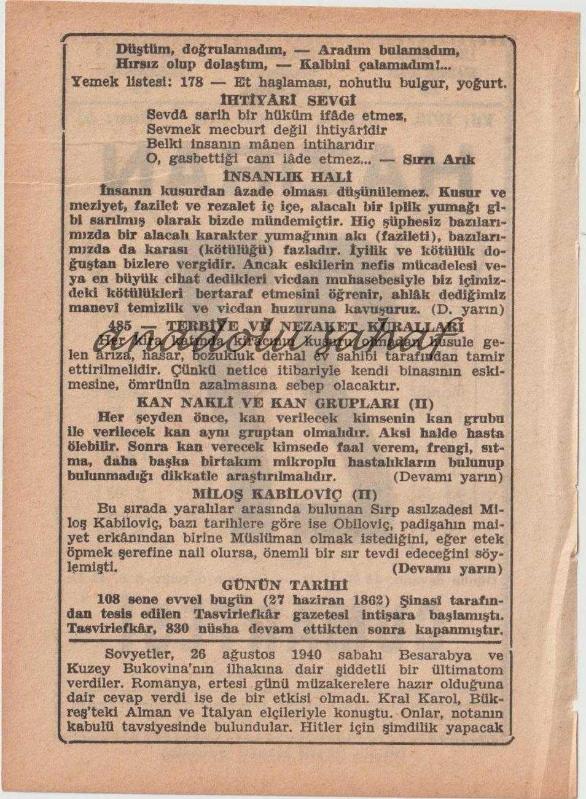 Düştüm, doğrulamadım, — Aradım bulamadım,
Hırsız olup dolaştım, — Kalbini çalamadım!...
Yemek listesi: 178 — Et haşlaması, nohutlu bulgur, yoğurt.
İHTİYÂRİ SEVGİ
Sevdâ sarih bir hüküm ifâde etmez,
Sevmek mecburî değil ihtiyâridir
Belki insanın mânen intiharıdır
O, gasbettiği canı iâde etmez... — Sırrı Arık
İNSANLIK HALİ
İnsanın kusurdan âzade olması düşünülemez. Kusur ve
meziyet, fazilet ve rezalet iç içe, alacalı bir iplik yumağı gi-
bi sarılmış olarak bizde mündemiçtir. Hiç şüphesiz bazıları-
mızda bir alacalı karakter yumağının akı (fazileti), bazıları-
mızda da karası (kötülüğü) fazladır. İyilik ve kötülük do-
ğuştan bizlere vergidir. Ancak eskilerin nefis mücadelesi ve-
ya en büyük cihat dedikleri vicdan muhasebesiyle biz içimiz-
deki kötülükleri bertaraf etmesini öğrenir, ahlâk dediğimiz
manevî temizlik ve vicdan huzuruna kavuşuruz. (D. yarın)
485 — TERBİYE VE NEZAKET KURALLARI
anadolu sahaf
Her kira katında kiracının kusuru olmadan husule ge-
len arıza, hasar, bozukluk derhal ev sahibi tarafından tamir
ettirilmelidir. Çünkü netice itibariyle kendi binasının eski-
mesine, ömrünün azalmasına sebep olacaktır.
KAN NAKLİ VE KAN GRUPLARI (II)
Her şeyden önce, kan verilecek kimsenin kan grubu
ile verilecek kan aynı gruptan olmalıdır. Aksi halde hasta
ölebilir. Sonra kan verecek kimsede faal verem, frengi, sıt-
ma, daha başka birtakım mikroplu hastalıkların bulunup
bulunmadığı dikkatle araştırılmalıdır. (Devamı yarın)
MİLOŞ KABİLOVİÇ (II)
Bu sırada yaralılar arasında bulunan Sırp asılzadesi Mi-
loş Kabiloviç, bazı tarihlere göre ise Obiloviç, padişahın mai-
yet erkânından birine Müslüman olmak istediğini, eğer etek
öpmek şerefine nail olursa, önemli bir sır tevdi edeceğini söy-
lemişti. (Devamı yarın)
GÜNÜN TARİHİ
108 sene evvel bugün (27 haziran 1862) Şinasî tarafın-
dan tesis edilen Tasviriefkâr gazetesi intişara başlamıştı.
Tasviriefkâr, 830 nüsha devam ettikten sonra kapanmıştır.
Sovyetler, 26 ağustos 1940 sabahı Besarabya ve
Kuzey Bukovina'nın ilhakına dair şiddetli bir ültimatom
verdiler. Romanya, ertesi günü müzakerelere hazır olduğuna
dair cevap verdi ise de bir etkisi olmadı. Kral Karol, Bük-
reş'teki Alman ve İtalyan elçileriyle konuştu. Onlar, notanın
kabulü tavsiyesinde bulundular. Hitler için şimdilik yapacak